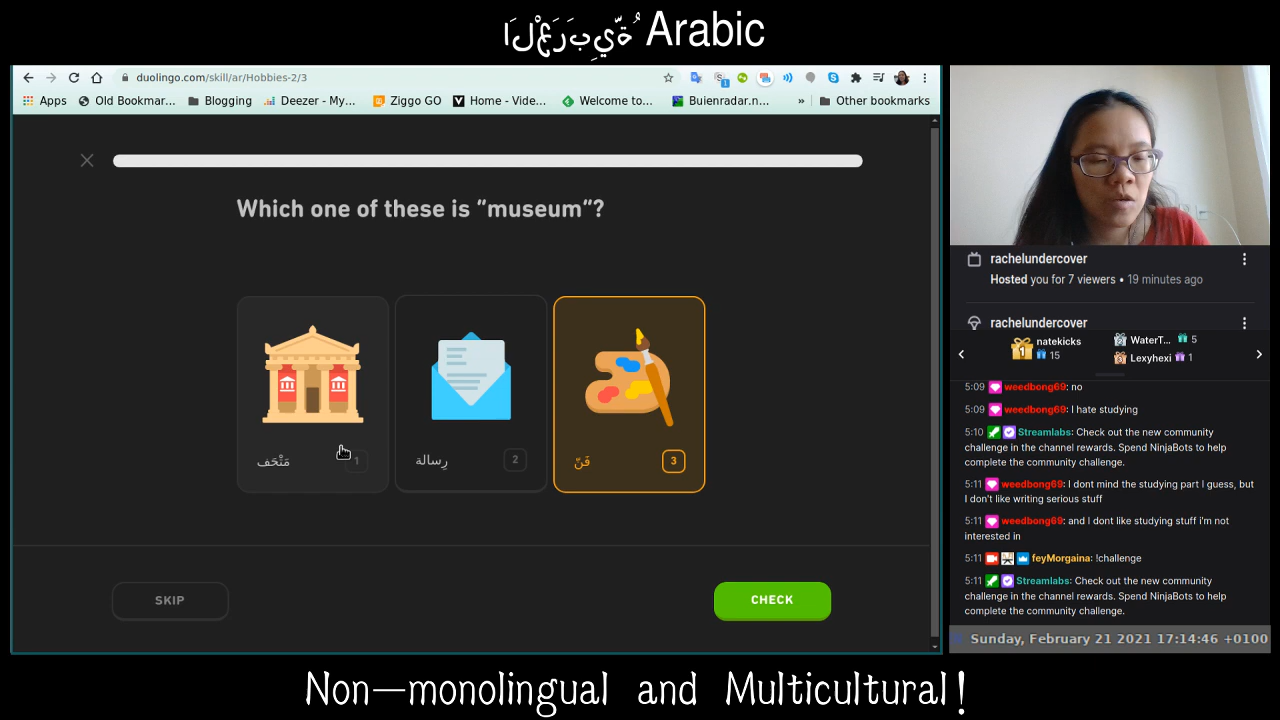 اَلْعَرَبِيّةُ Arabic
duolingo.com/skill/ar/Hobbies-2/3
Apps Old Bookmar... Blogging Deezer - My... Ziggo GO Home - Vide... Welcome to... Buienradar.n... » Other bookmarks
Which one of these is “museum”?
مَتْحَف 1
رِسالة 2
فَنّ 3
SKIP
CHECK
rachelundercover
Hosted you for 7 viewers • 19 minutes ago
rachelundercover
1 natekicks 15
WaterT... 5
Lexyhexi 1
5:09 weedbong69: no
5:09 weedbong69: I hate studying
5:10 Streamlabs: Check out the new community
challenge in the channel rewards. Spend NinjaBots to help
complete the community challenge.
5:11 weedbong69: I dont mind the studying part I guess, but
I don't like writing serious stuff
5:11 weedbong69: and I dont like studying stuff i'm not
interested in
5:11 feyMorgaina: !challenge
5:11 Streamlabs: Check out the new community
challenge in the channel rewards. Spend NinjaBots to help
complete the community challenge.
Sunday, February 21 2021 17:14:46 +0100
Non-monolingual and Multicultural!